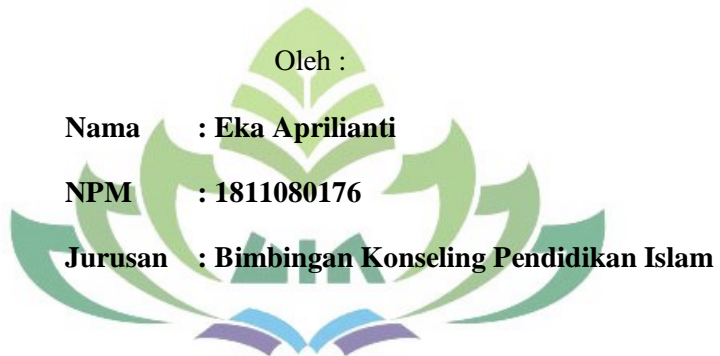 Oleh :
Nama : Eka Aprilianti
NPM : 1811080176
Jurusan : Bimbingan Konseling Pendidikan Islam